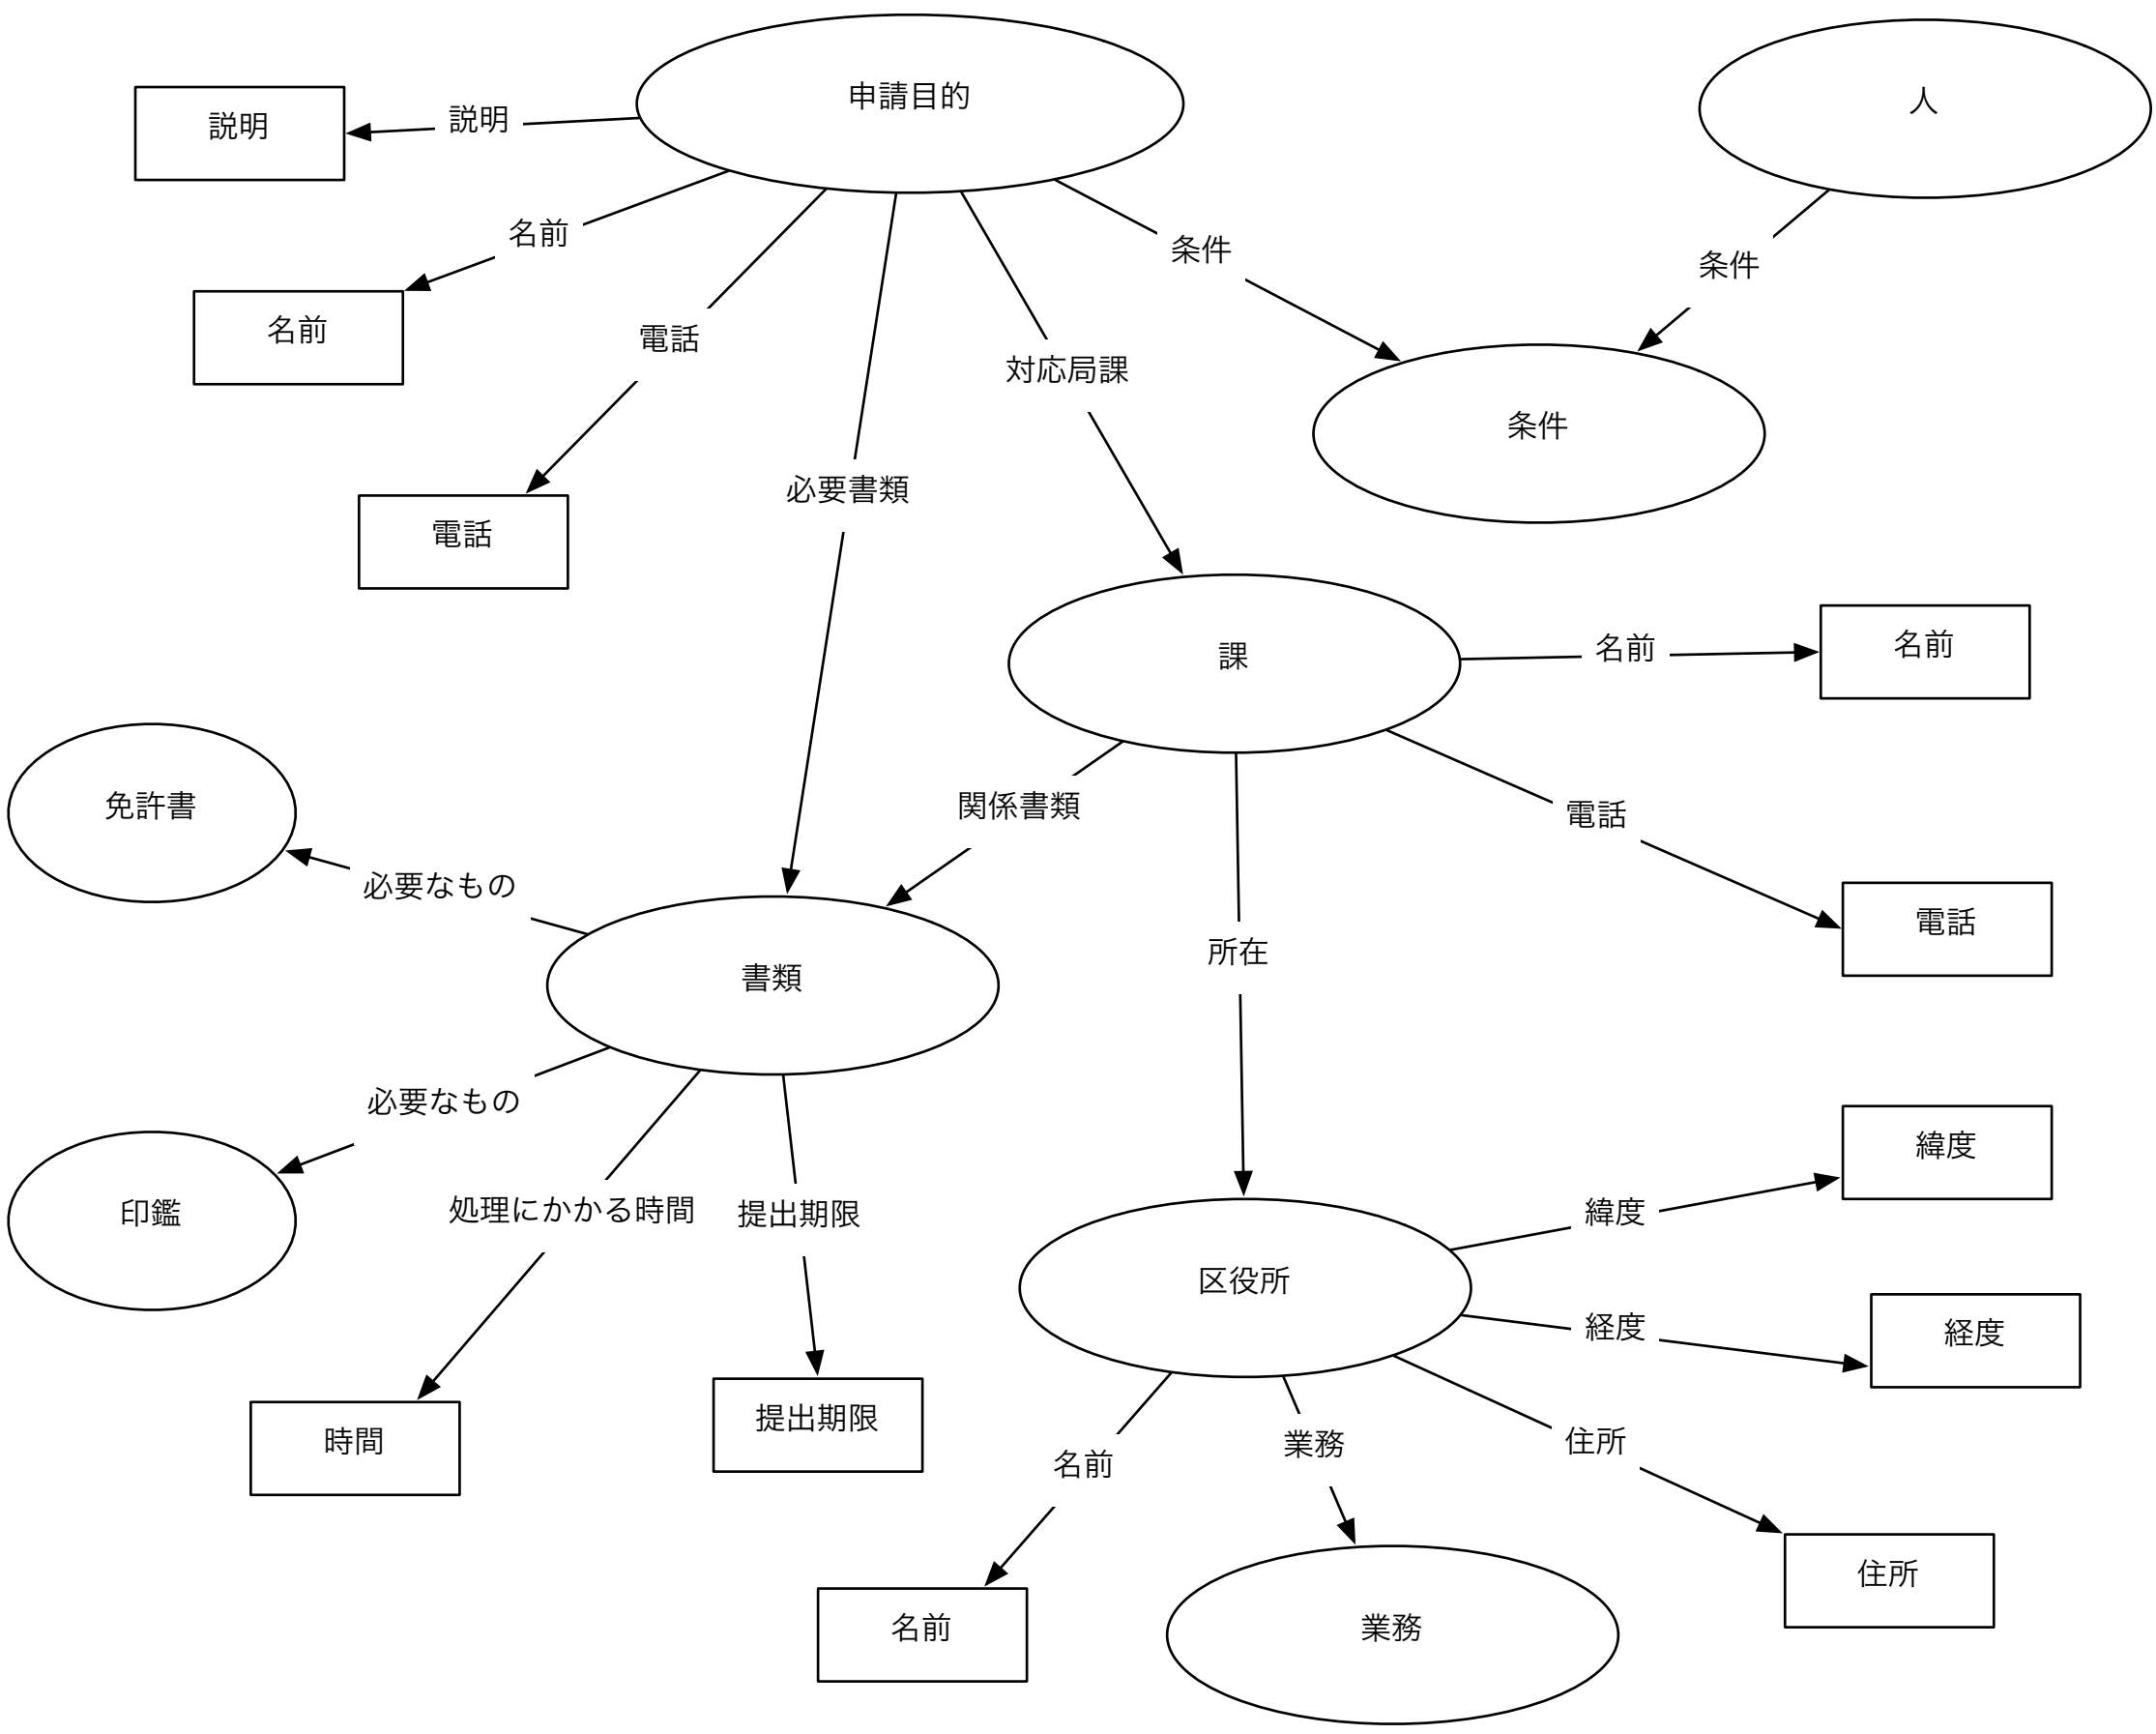 申請目的
人
説明
説明
名前
条件
条件
名前
電話
対応局課
条件
必要書類
電話
課
名前
名前
免許書
関係書類
電話
必要なもの
電話
所在
書類
必要なもの
緯度
印鑑
処理にかかる時間
提出期限
緯度
区役所
経度
経度
時間
提出期限
名前
業務
住所
住所
名前
業務